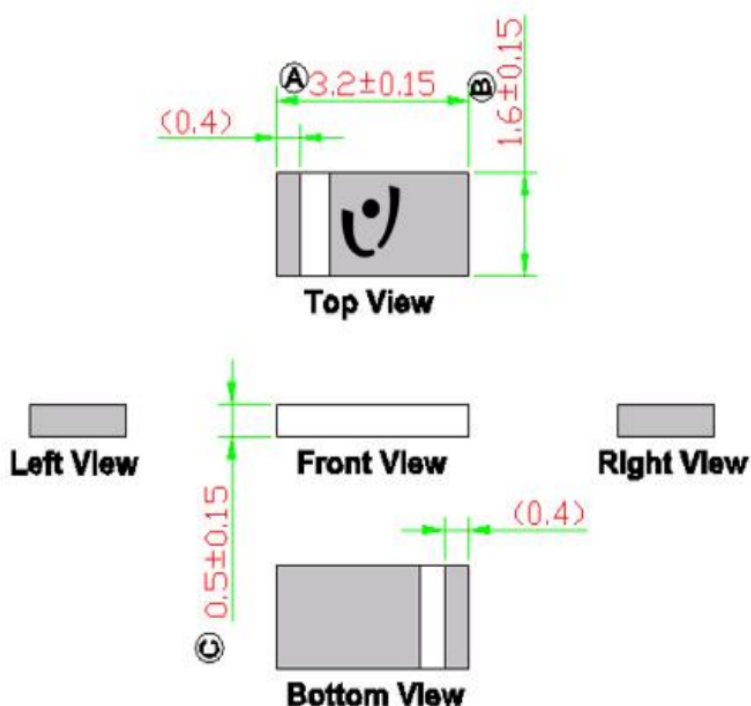 Ⓐ 3.2±0.15
Ⓑ 1.6±0.15
(0.4)
Top View
Left View
Front View
Right View
Ⓒ 0.5±0.15
(0.4)
Bottom View